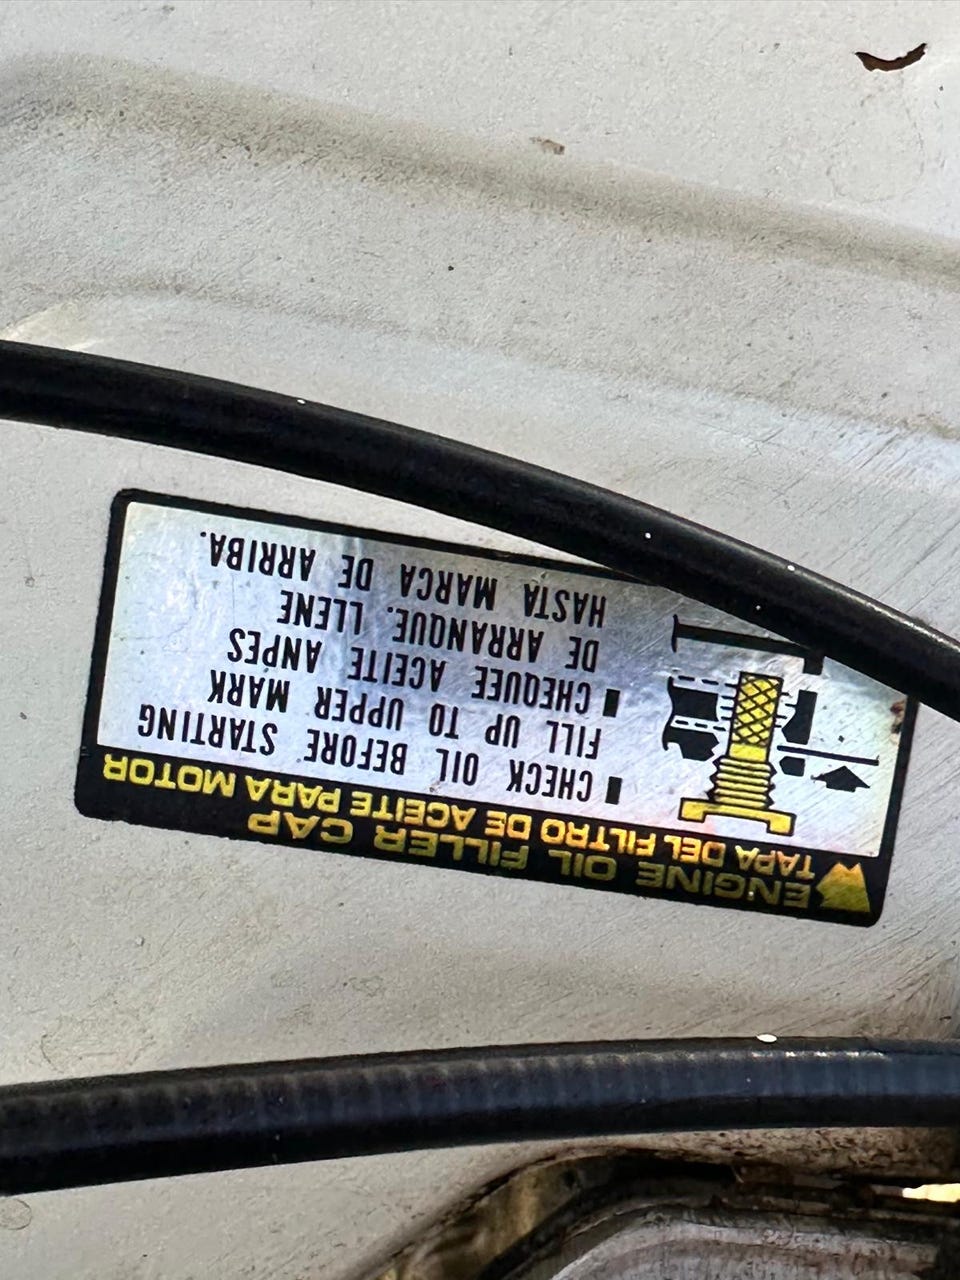 ENGINE OIL FILLER CAP
TAPA DEL FILTRO DE ACEITE PARA MOTOR
▪ CHECK OIL BEFORE STARTIING
FILL UP TO UPPER MARK
▪ CHEQUEE ACEITE ANPES
DE ARRANQUE. LLENE
HASTA MARCA DE ARRIBA.